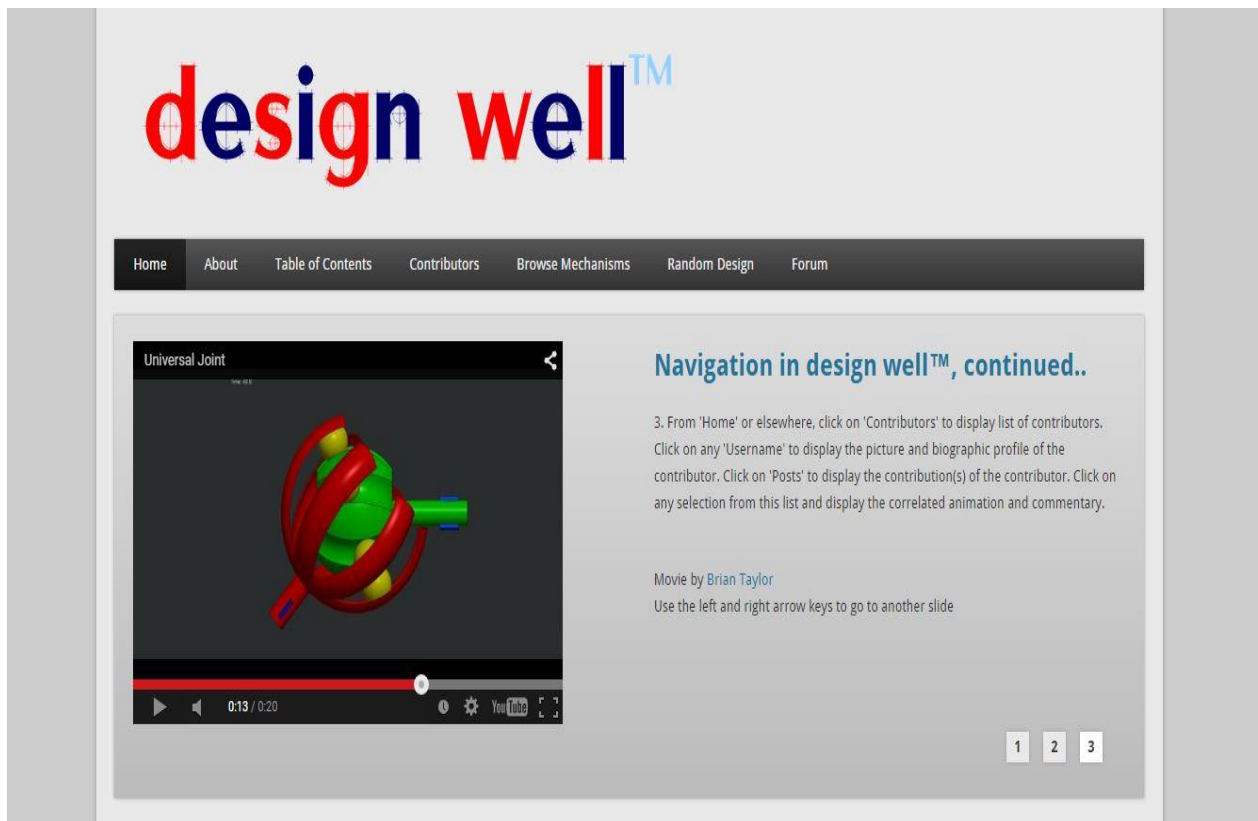 design well™
Home About Table of Contents Contributors Browse Mechanisms Random Design Forum
Universal Joint
0:13 / 0:20
YouTube
Navigation in design well™, continued..
3. From 'Home' or elsewhere, click on 'Contributors' to display list of contributors.
Click on any 'Username' to display the picture and biographic profile of the
contributor. Click on 'Posts' to display the contribution(s) of the contributor. Click on
any selection from this list and display the correlated animation and commentary.
Movie by Brian Taylor
Use the left and right arrow keys to go to another slide
1 2 3